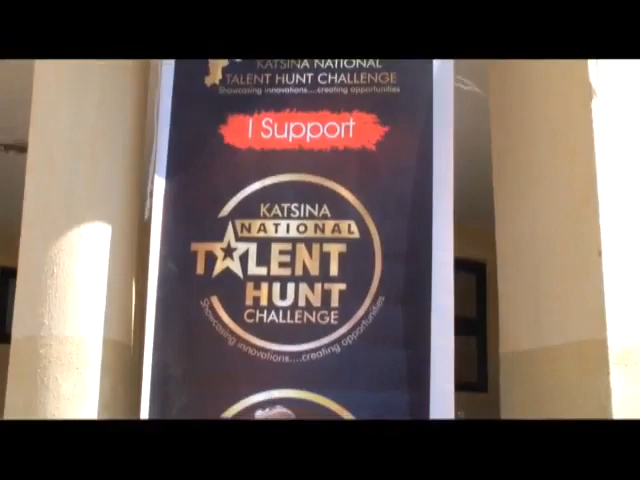 KATSINA NATIONAL
TALENT HUNT CHALLENGE
Showcasing innovations....creating opportunities
I Support
KATSINA
NATIONAL
TALENT
HUNT
CHALLENGE
Showcasing innovations....creating opportunities